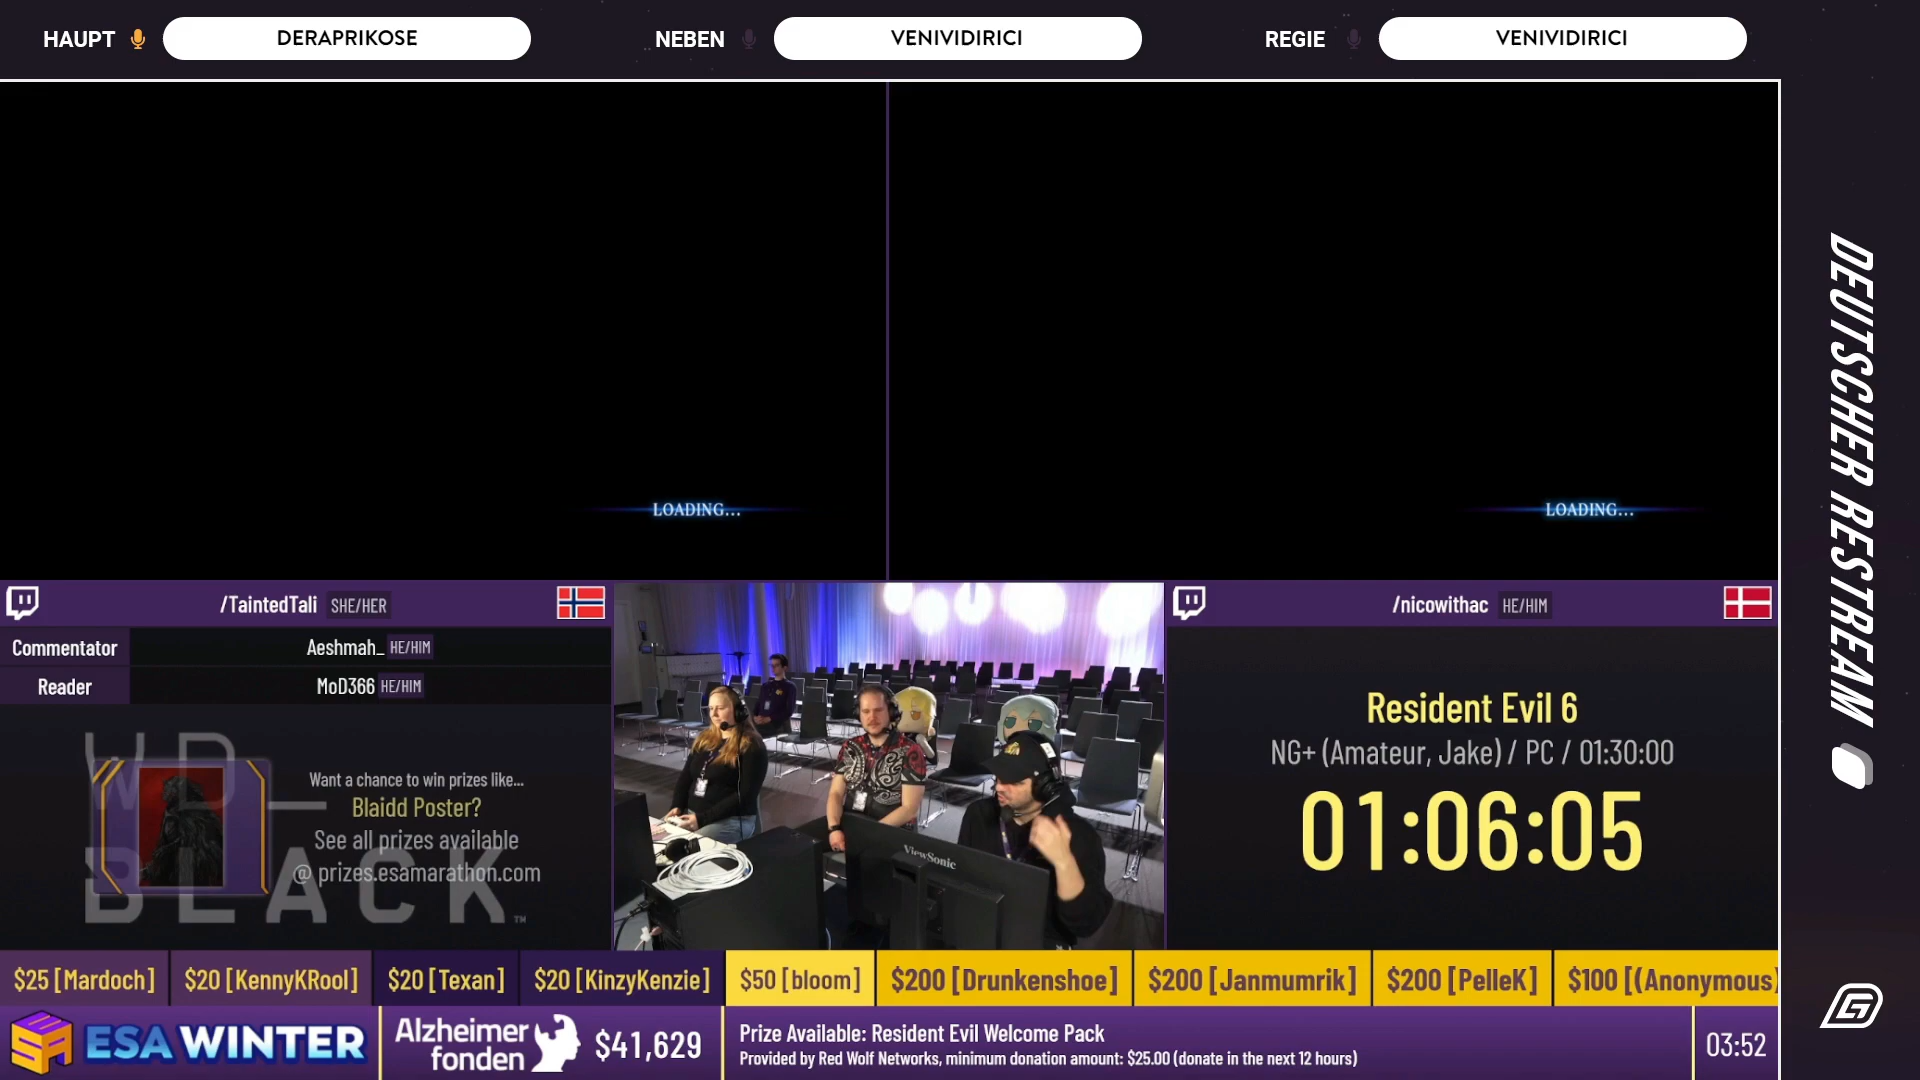 HAUPT
DERAPRIKOSE
NEBEN
VENIVIDIRICI
REGIE
VENIVIDIRICI
LOADING...
LOADING...
DEUTSCHER RESTREAM
/TaintedTali SHE/HER
Commentator
Aeshmah_ HE/HIM
Reader
MoD366 HE/HIM
WD_
BLACK™
Want a chance to win prizes like...
Blaidd Poster?
See all prizes available
@ prizes.esamarathon.com
ViewSonic
/nicowithac HE/HIM
Resident Evil 6
NG+ (Amateur, Jake) / PC / 01:30:00
01:06:05
$25 [Mardoch]
$20 [KennyKRool]
$20 [Texan]
$20 [KinzyKenzie]
$50 [bloom]
$200 [Drunkenshoe]
$200 [Janmumrik]
$200 [PelleK]
$100 [(Anonymous)
ESA WINTER
Alzheimer
fonden
$41,629
Prize Available: Resident Evil Welcome Pack
Provided by Red Wolf Networks, minimum donation amount: $25.00 (donate in the next 12 hours)
03:52